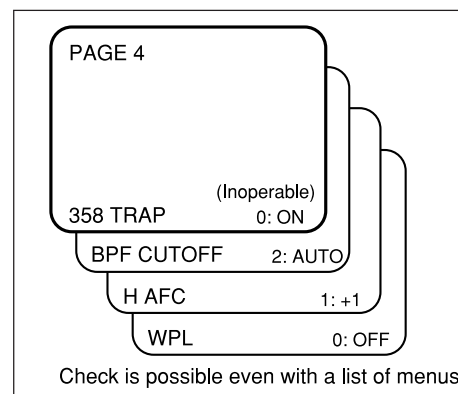 PAGE 4
(Inoperable)
358 TRAP 0: ON
BPF CUTOFF 2: AUTO
H AFC 1: +1
WPL 0: OFF
Check is possible even with a list of menus